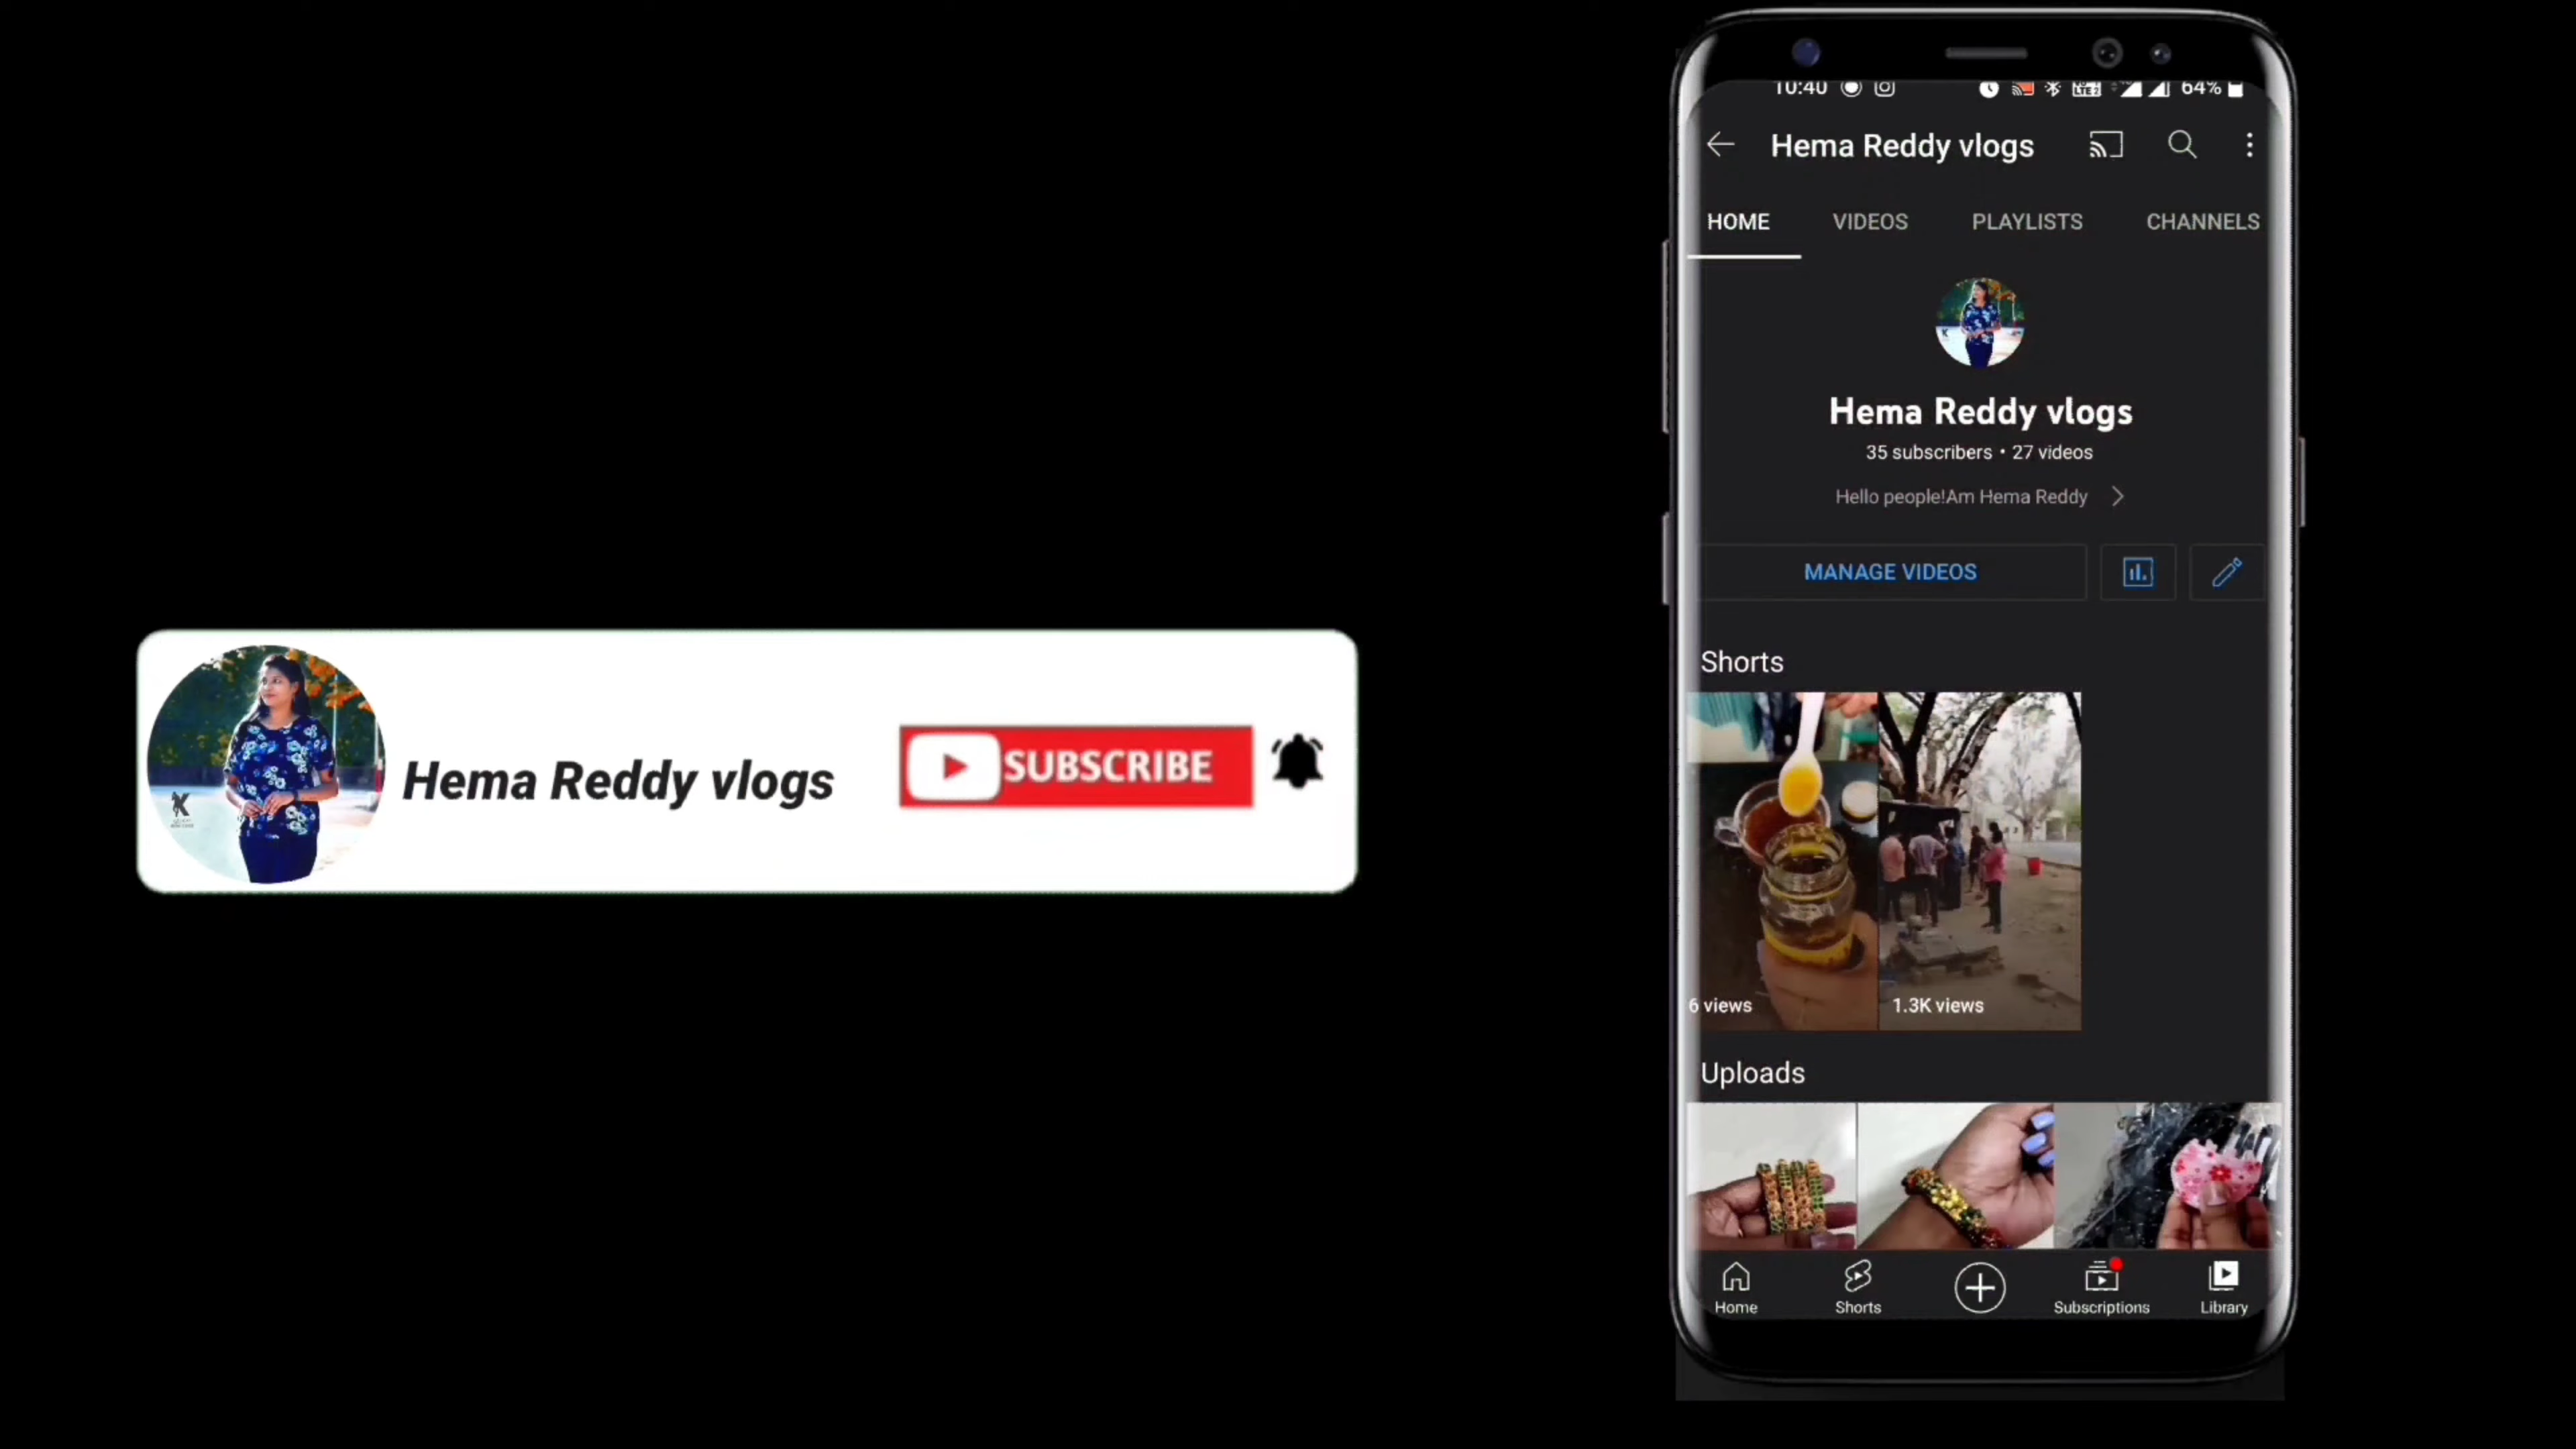 Hema Reddy vlogs
SUBSCRIBE
10:40
64%
Hema Reddy vlogs
HOME VIDEOS PLAYLISTS CHANNELS
Hema Reddy vlogs
35 subscribers • 27 videos
Hello people!Am Hema Reddy
MANAGE VIDEOS
Shorts
6 views 1.3K views
Uploads
Home Shorts Subscriptions Library